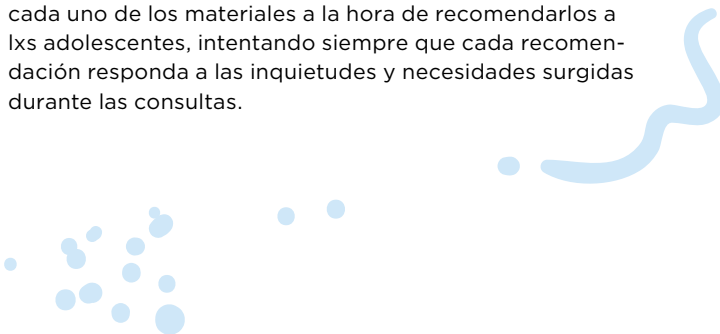 cada uno de los materiales a la hora de recomendarlos a
lxs adolescentes, intentando siempre que cada recomen-
dación responda a las inquietudes y necesidades surgidas
durante las consultas.